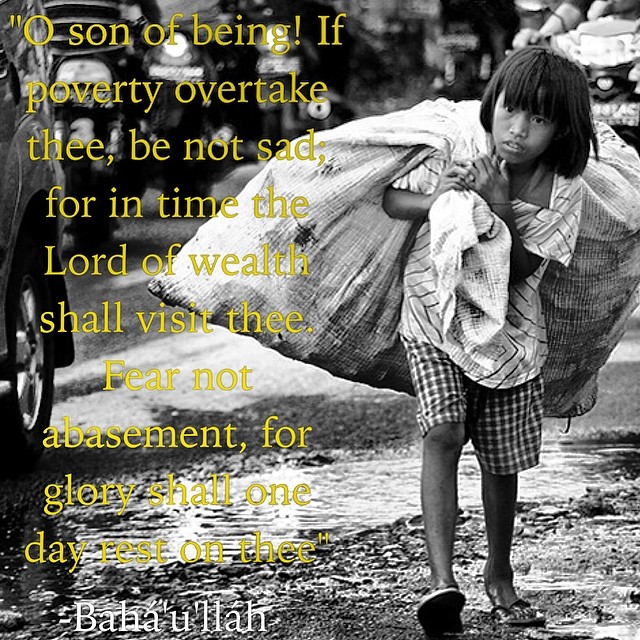 "O son of being! If
poverty overtake
thee, be not sad;
for in time the
Lord of wealth
shall visit thee.
Fear not
abasement, for
glory shall one
day rest on thee"
-Bahá'u'lláh-